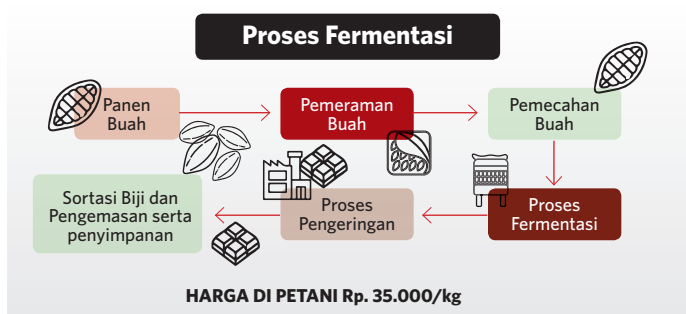 Proses Fermentasi
Panen
Buah
Pemeraman
Buah
Pemecahan
Buah
Proses
Fermentasi
Proses
Pengeringan
Sortasi Biji dan
Pengemasan serta
penyimpanan
HARGA DI PETANI Rp. 35.000/kg